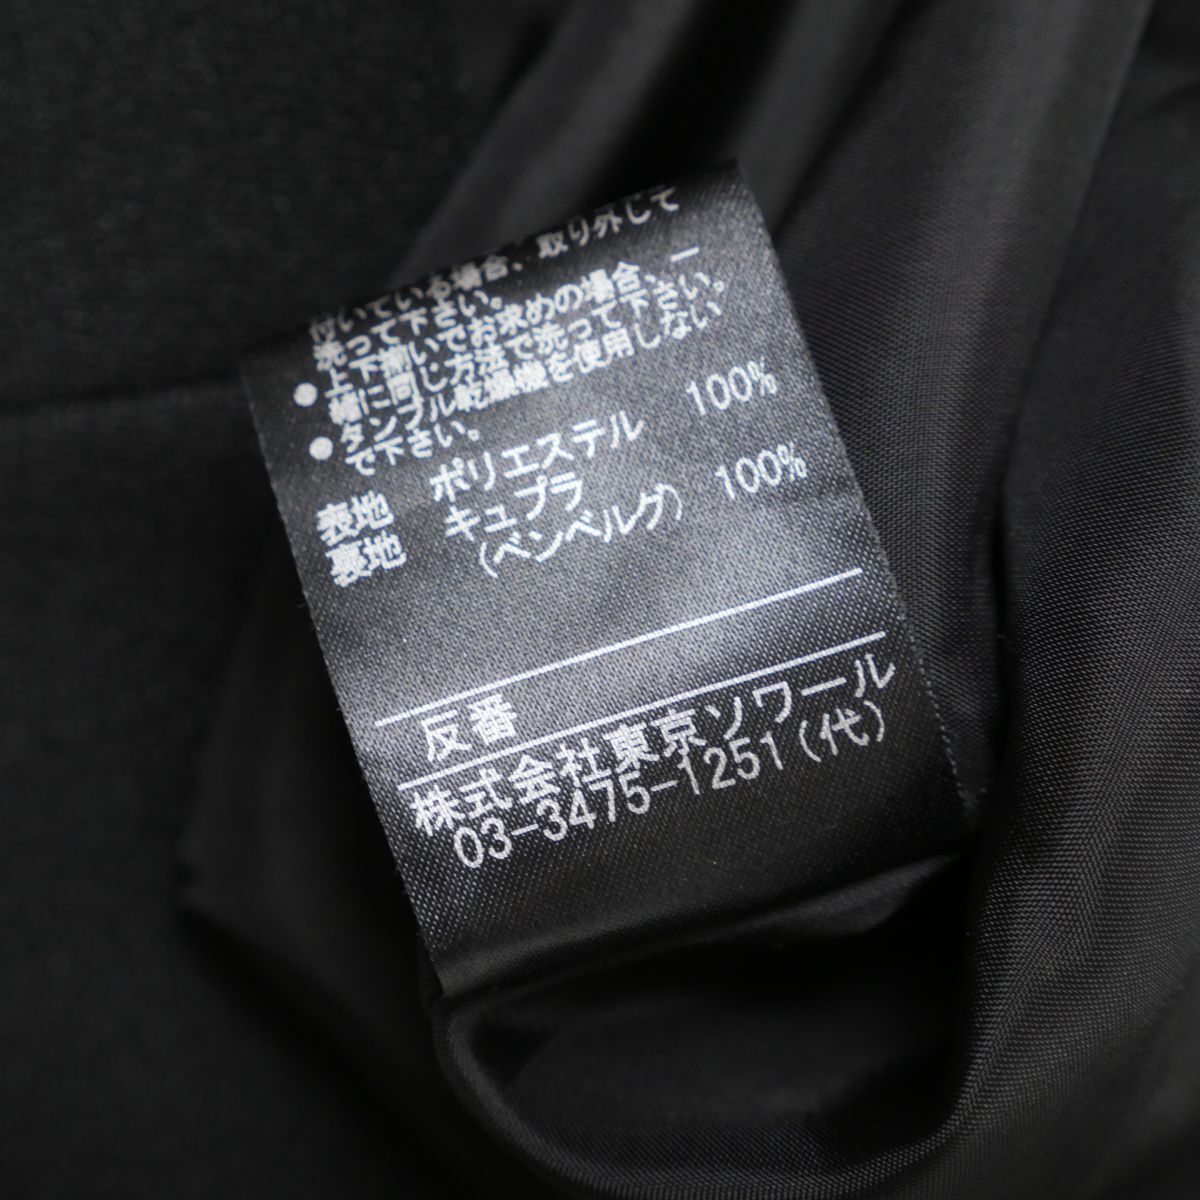 付いている場合、取り外して
洗って下さい。
●上下揃いでお求めの場合、一
緒に同じ方法で洗って下さい。
●タンブル乾燥機を使用しない
で下さい。
表地 ポリエステル 100%
裏地 キュプラ 100%
(ベンベルグ)
反番
株式会社東京ソワール
03-3475-1251(代)